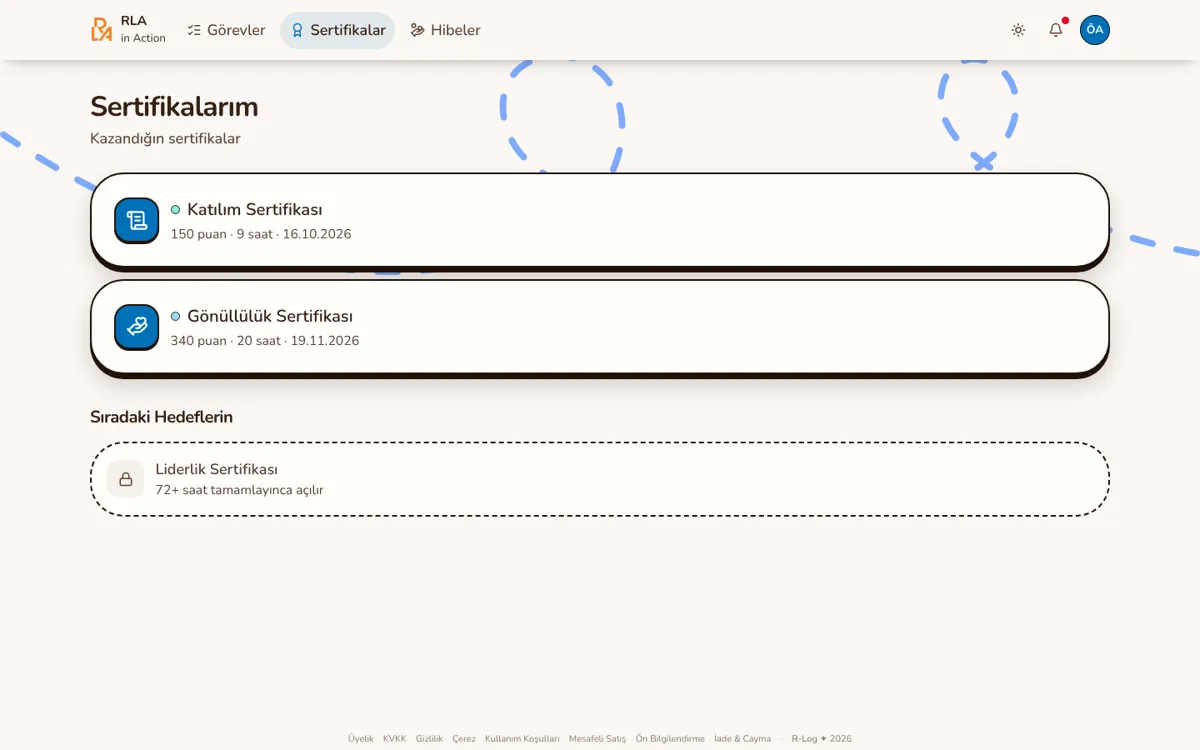 RLA
in Action
Görevler
Sertifikalar
Hibeler
ÖA
Sertifikalarım
Kazandığın sertifikalar
Katılım Sertifikası
150 puan · 9 saat · 16.10.2026
Gönüllülük Sertifikası
340 puan · 20 saat · 19.11.2026
Sıradaki Hedeflerin
Liderlik Sertifikası
72+ saat tamamlayınca açılır
Üyelik KVKK Gizlilik Çerez Kullanım Koşulları Mesafeli Satış Ön Bilgilendirme İade & Cayma · R-Log ✦ 2026